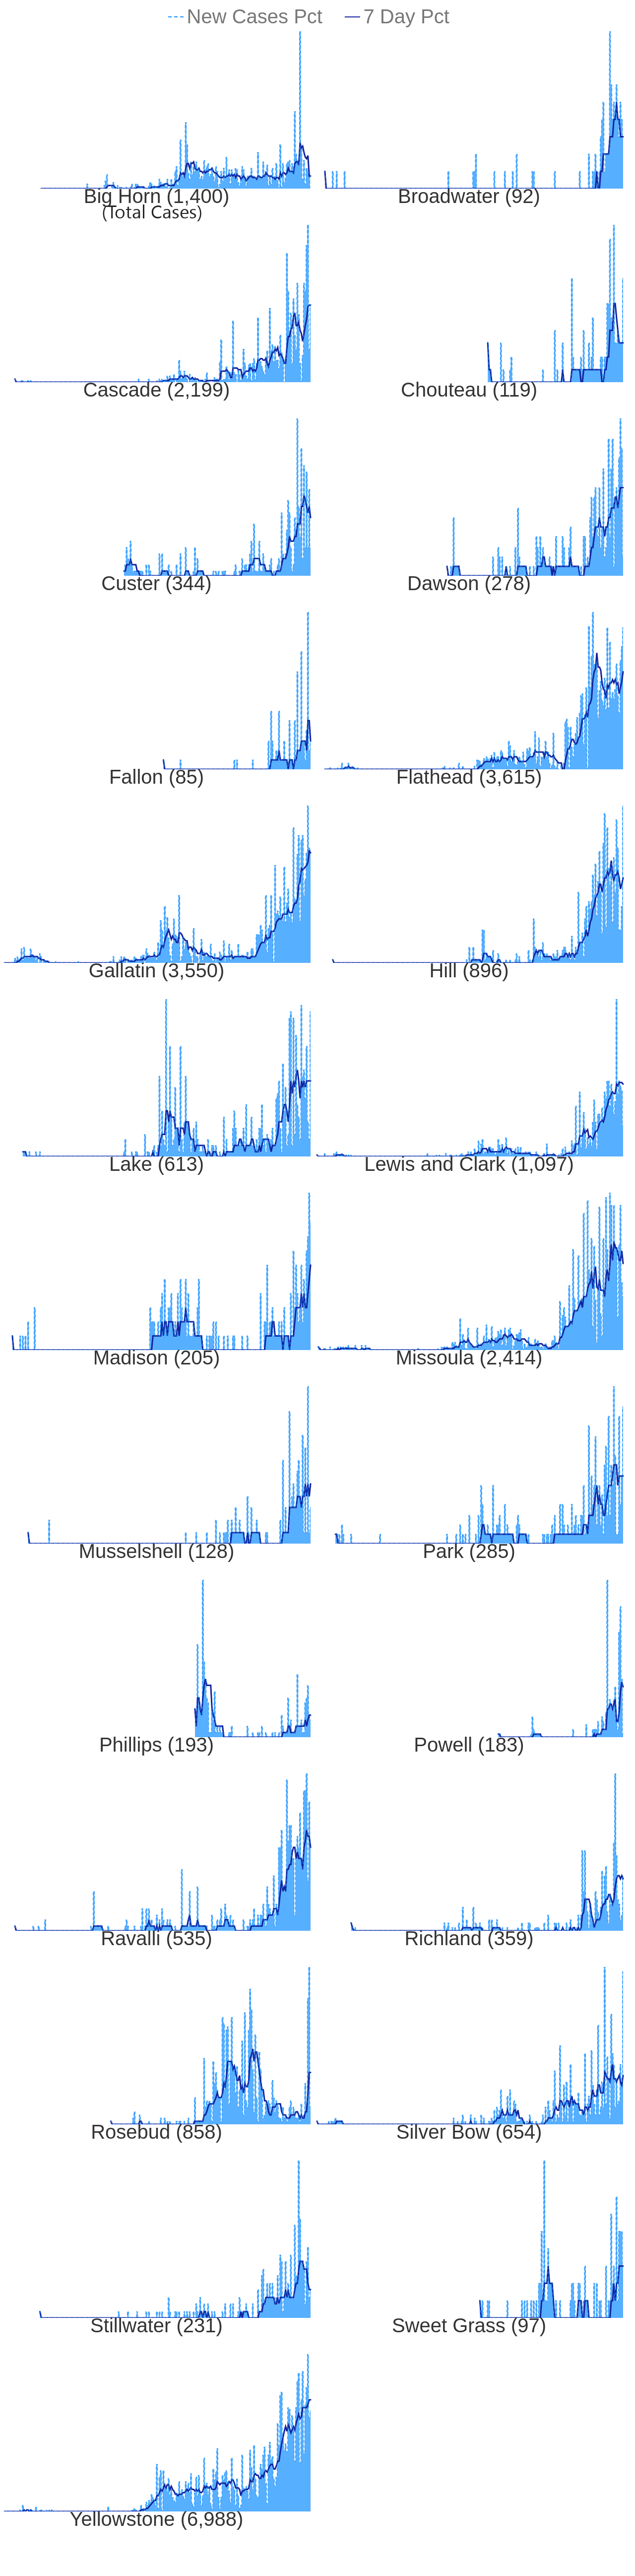 New Cases Pct 7 Day Pct
Big Horn (1,400) Broadwater (92)
(Total Cases)
Cascade (2,199) Chouteau (119)
Custer (344) Dawson (278)
Fallon (85) Flathead (3,615)
Gallatin (3,550) Hill (896)
Lake (613) Lewis and Clark (1,097)
Madison (205) Missoula (2,414)
Musselshell (128) Park (285)
Phillips (193) Powell (183)
Ravalli (535) Richland (359)
Rosebud (858) Silver Bow (654)
Stillwater (231) Sweet Grass (97)
Yellowstone (6,988)